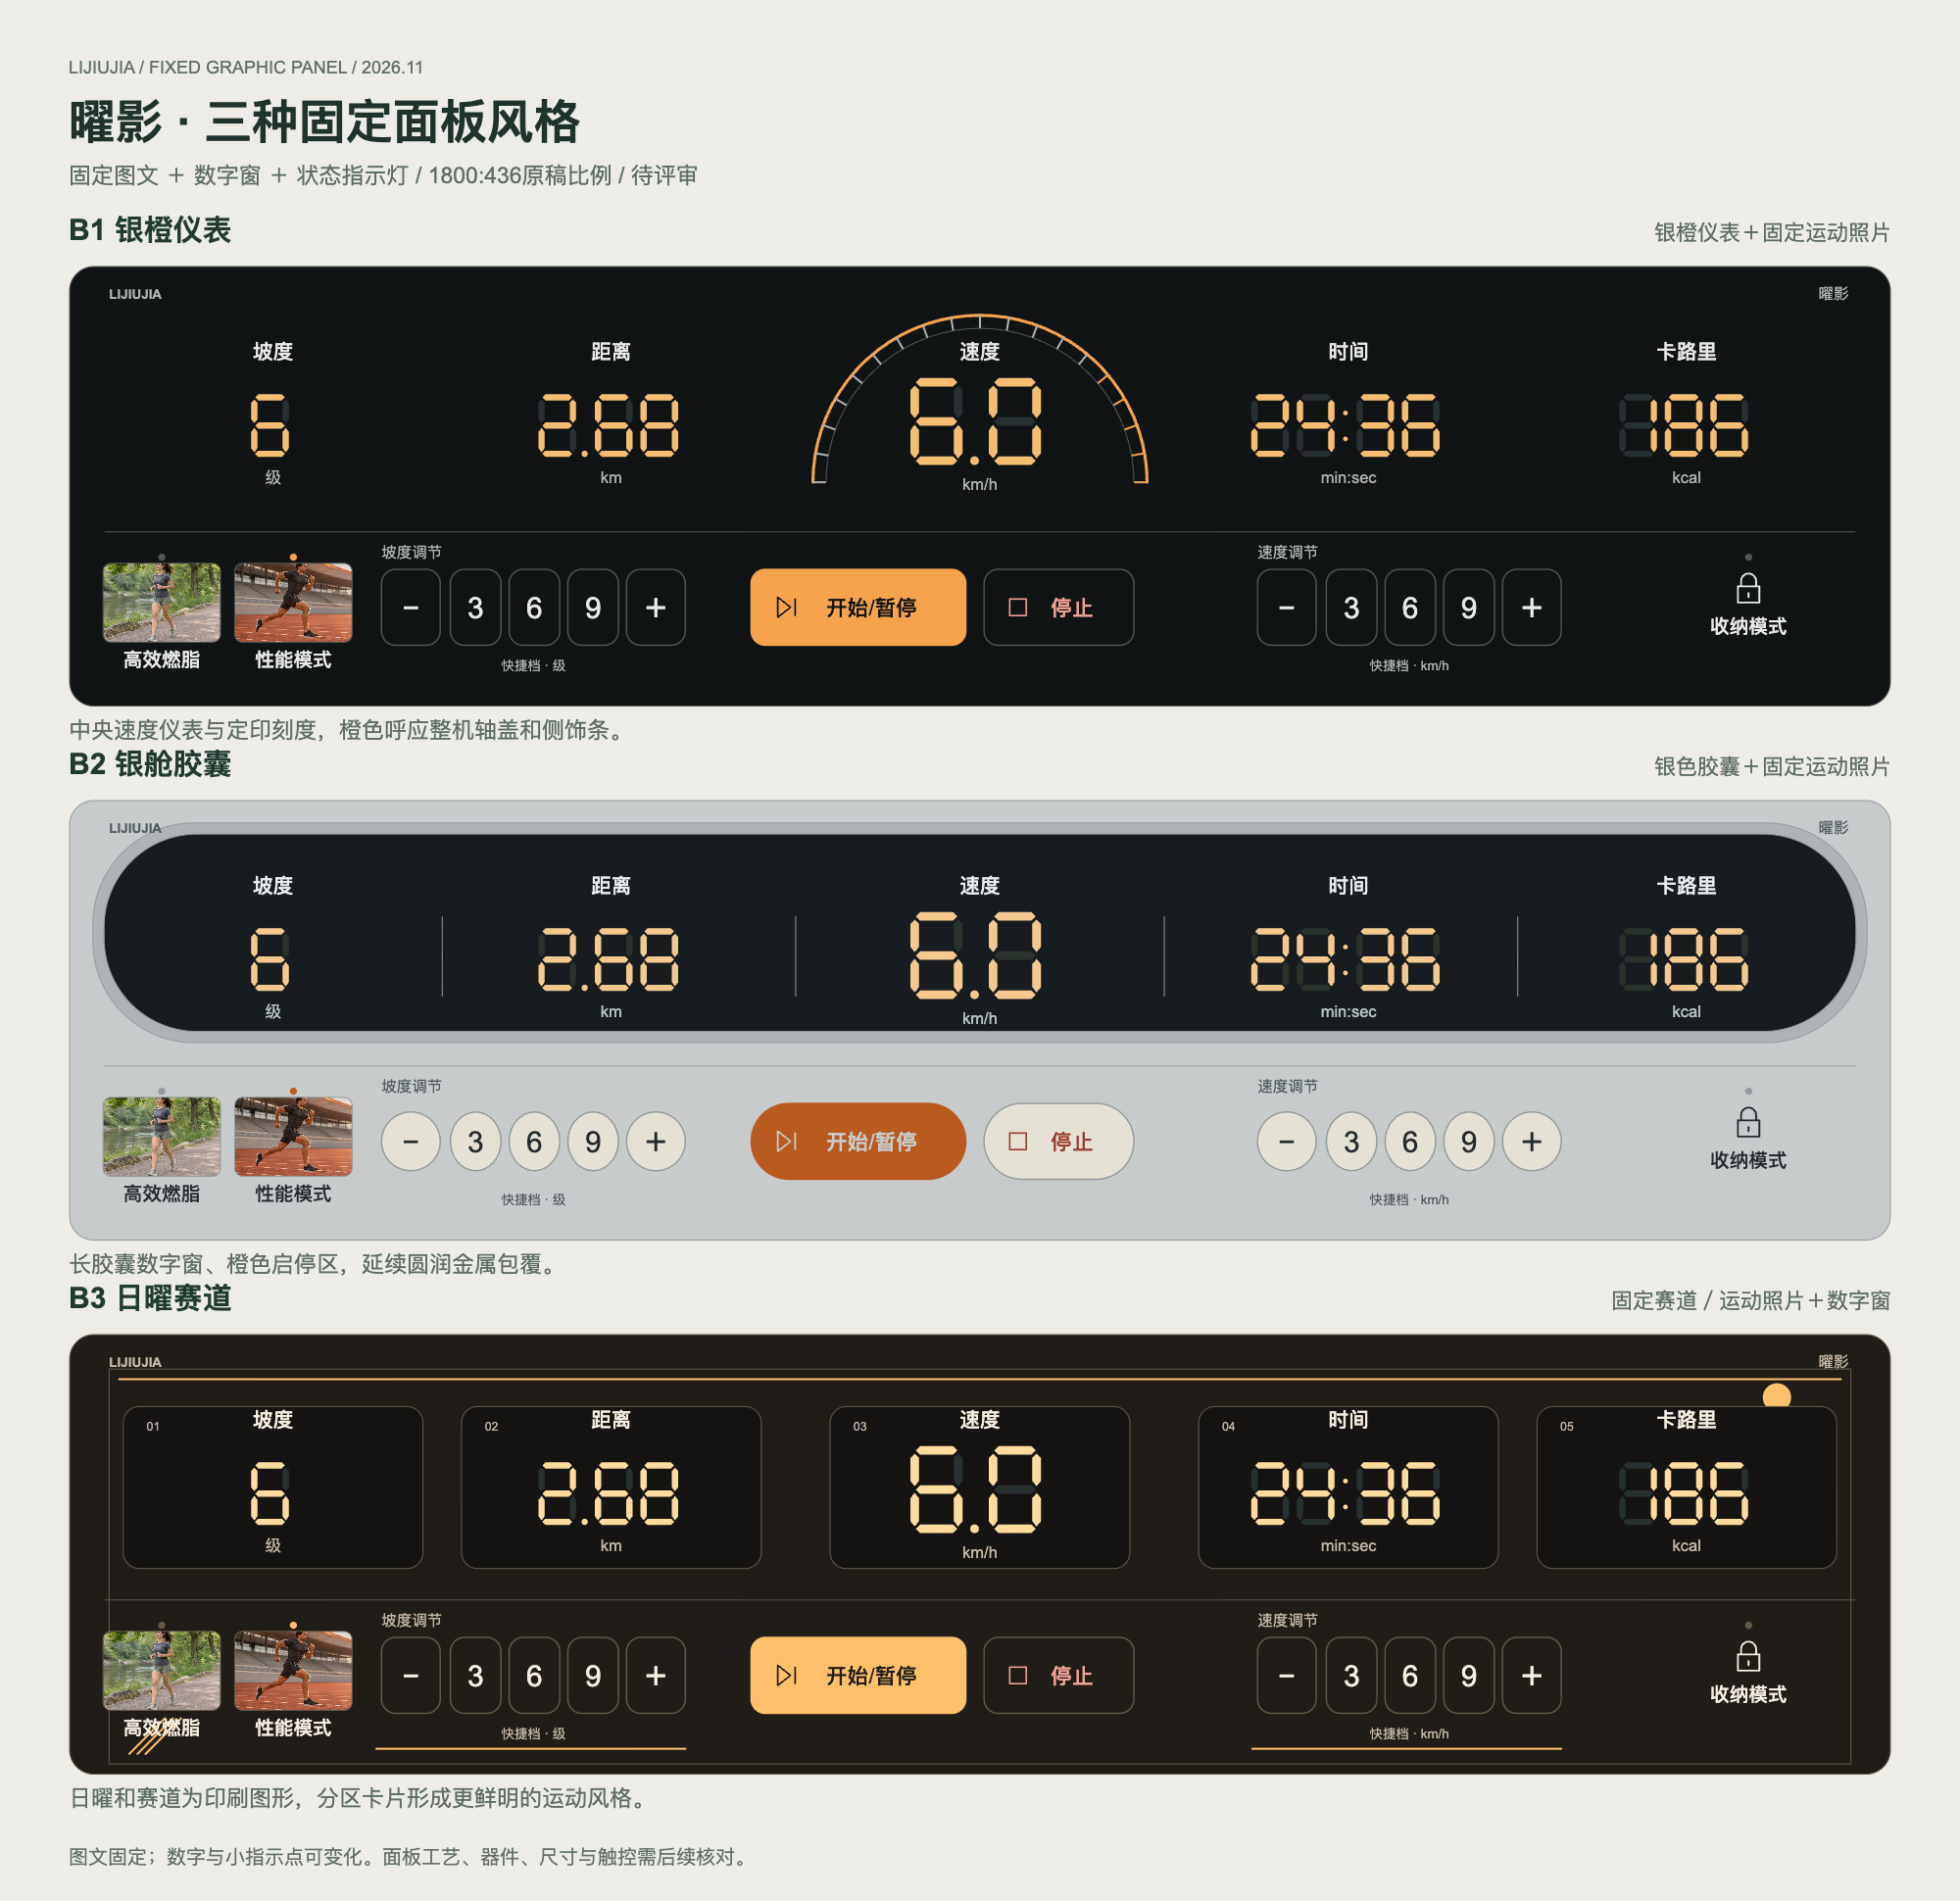 LIJIUJIA / FIXED GRAPHIC PANEL / 2026.11
曜影 · 三种固定面板风格
固定图文 ＋ 数字窗 ＋ 状态指示灯 / 1800:436原稿比例 / 待评审
B1 银橙仪表
银橙仪表＋固定运动照片
LIJIUJIA
曜影
坡度
距离
速度
时间
卡路里
6
2.68
6.0
24:36
186
级
km
km/h
min:sec
kcal
坡度调节
速度调节
− 3 6 9 +
开始/暂停
停止
− 3 6 9 +
收纳模式
高效燃脂
性能模式
快捷档 · 级
快捷档 · km/h
中央速度仪表与定印刻度，橙色呼应整机轴盖和侧饰条。
B2 银舱胶囊
银色胶囊＋固定运动照片
LIJIUJIA
曜影
坡度
距离
速度
时间
卡路里
6
2.68
6.0
24:36
186
级
km
km/h
min:sec
kcal
坡度调节
速度调节
− 3 6 9 +
开始/暂停
停止
− 3 6 9 +
收纳模式
高效燃脂
性能模式
快捷档 · 级
快捷档 · km/h
长胶囊数字窗、橙色启停区，延续圆润金属包覆。
B3 日曜赛道
固定赛道 / 运动照片＋数字窗
LIJIUJIA
曜影
01
坡度
02
距离
03
速度
04
时间
05
卡路里
6
2.68
6.0
24:36
186
级
km
km/h
min:sec
kcal
坡度调节
速度调节
− 3 6 9 +
开始/暂停
停止
− 3 6 9 +
收纳模式
高效燃脂
性能模式
快捷档 · 级
快捷档 · km/h
日曜和赛道为印刷图形，分区卡片形成更鲜明的运动风格。
图文固定；数字与小指示点可变化。面板工艺、器件、尺寸与触控需后续核对。